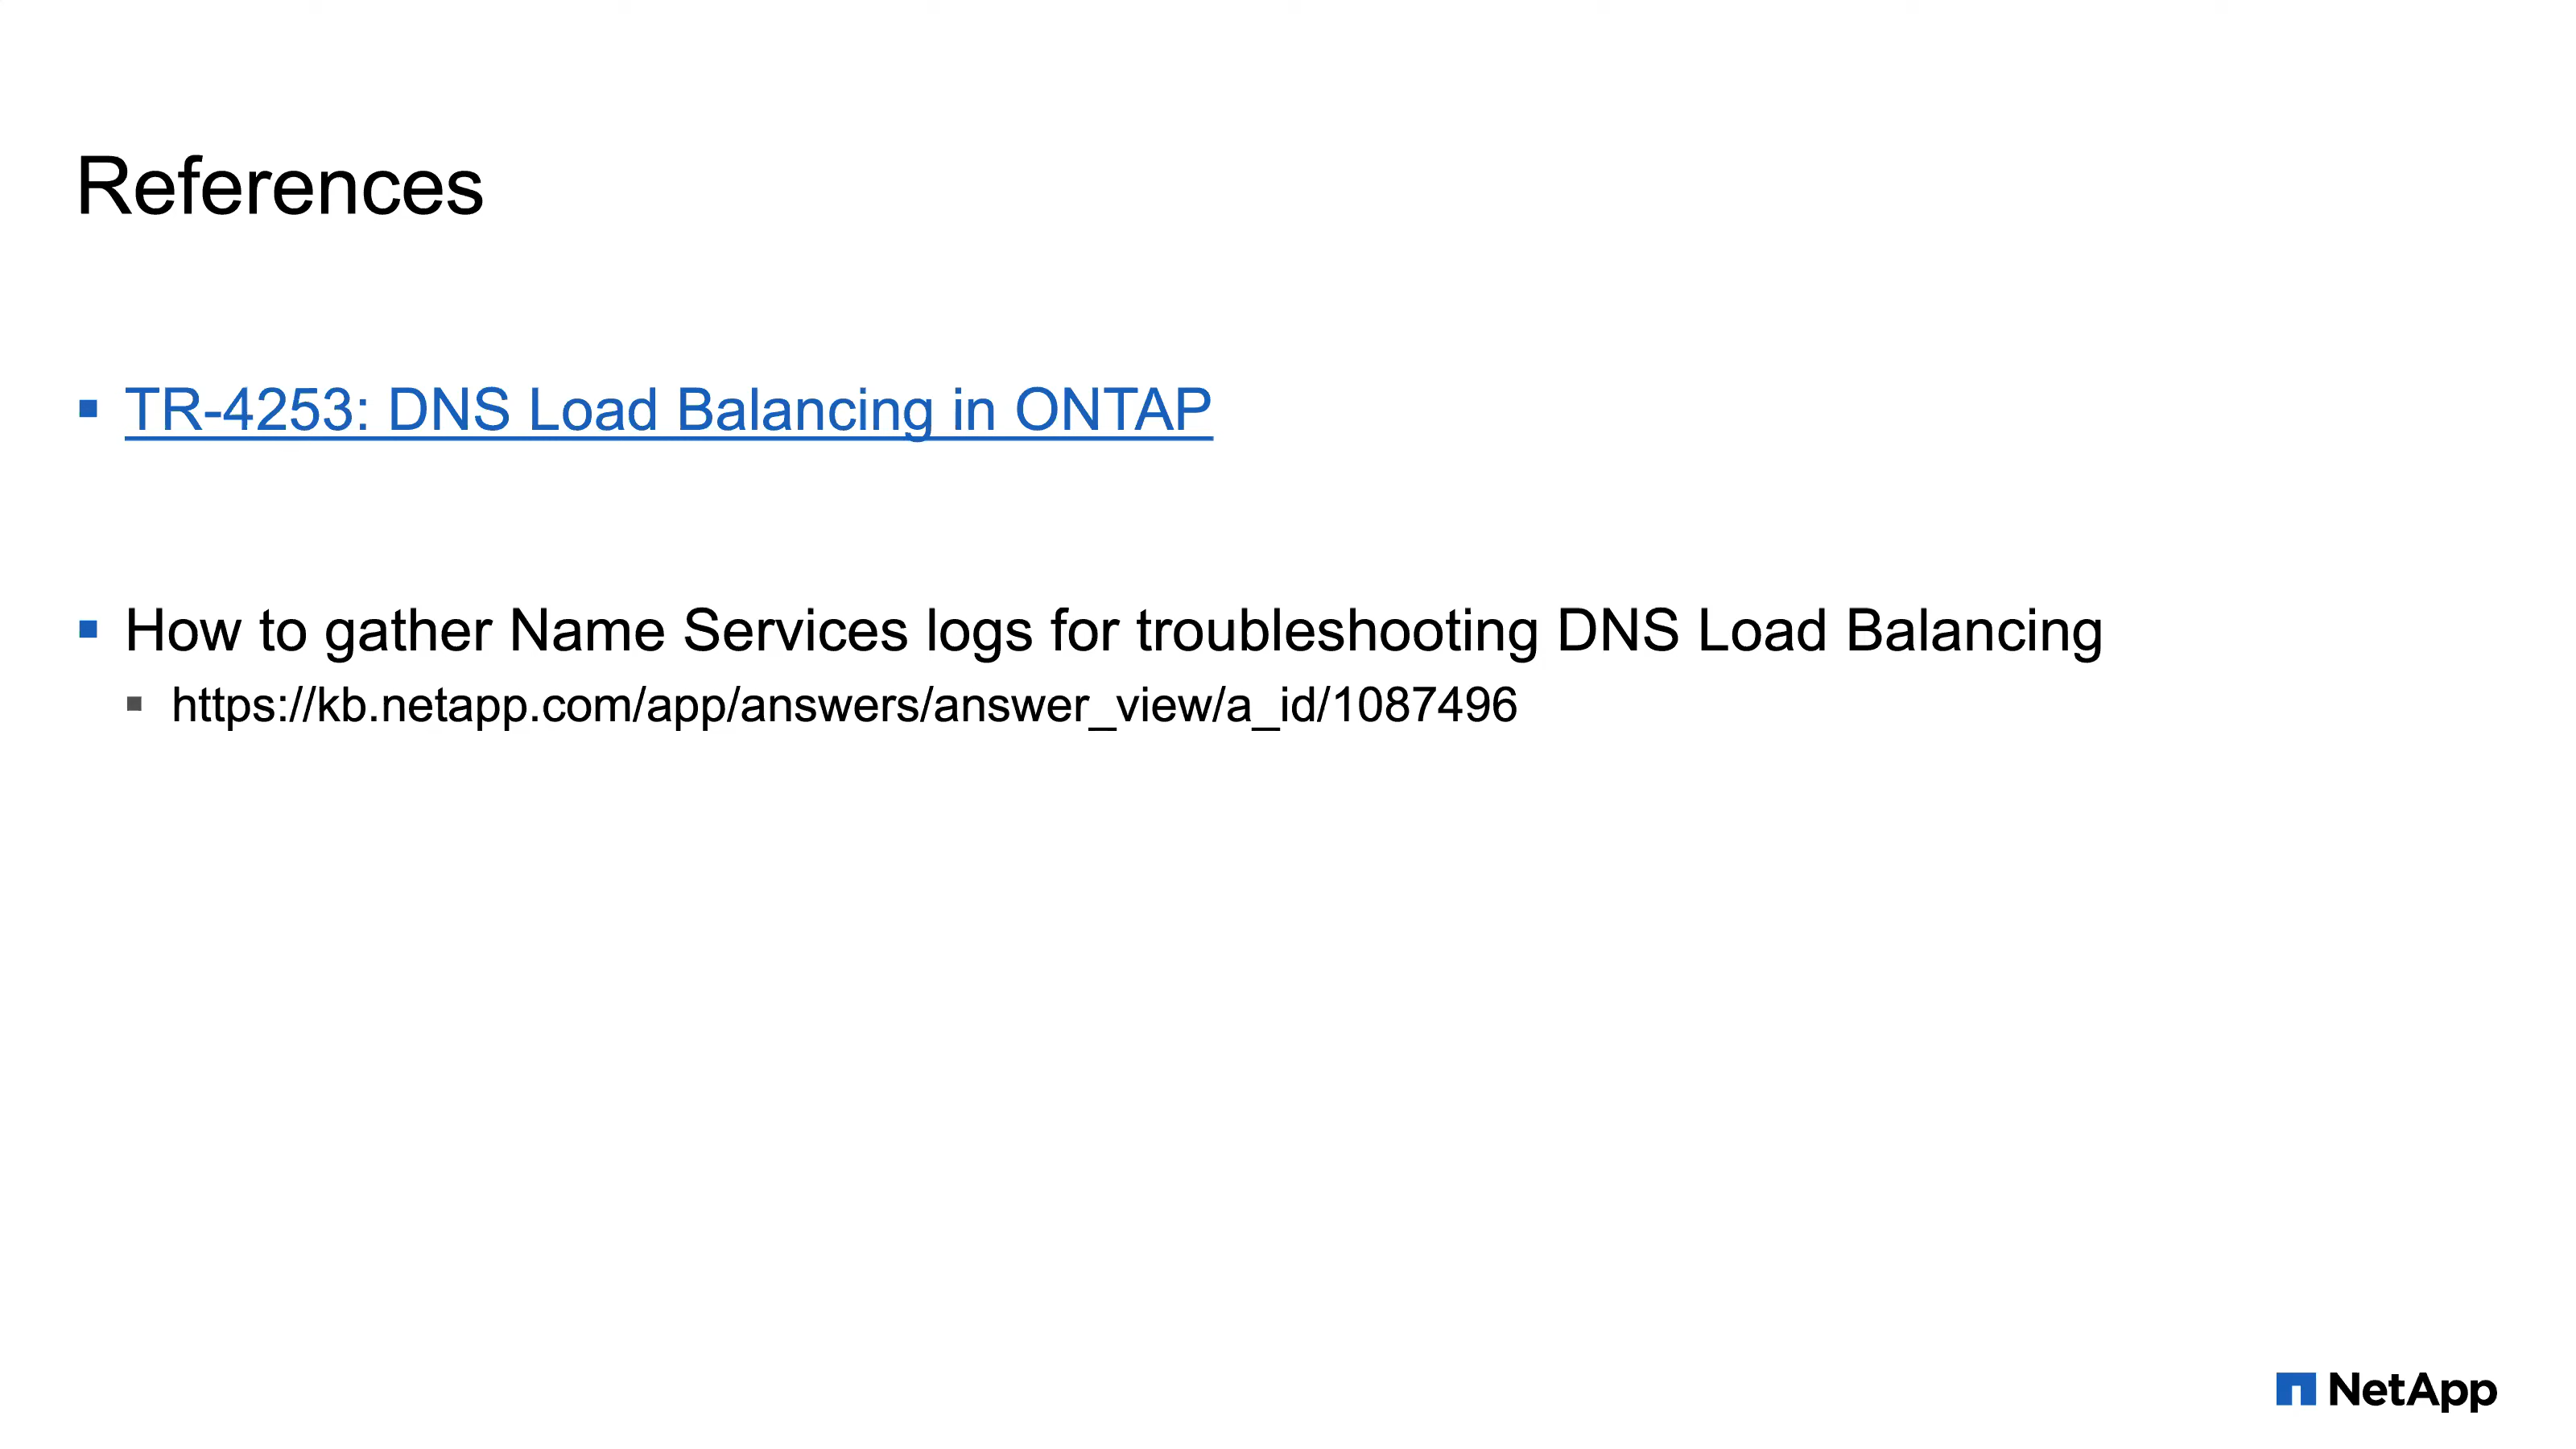 References
TR-4253: DNS Load Balancing in ONTAP
How to gather Name Services logs for troubleshooting DNS Load Balancing
https://kb.netapp.com/app/answers/answer_view/a_id/1087496
NetApp